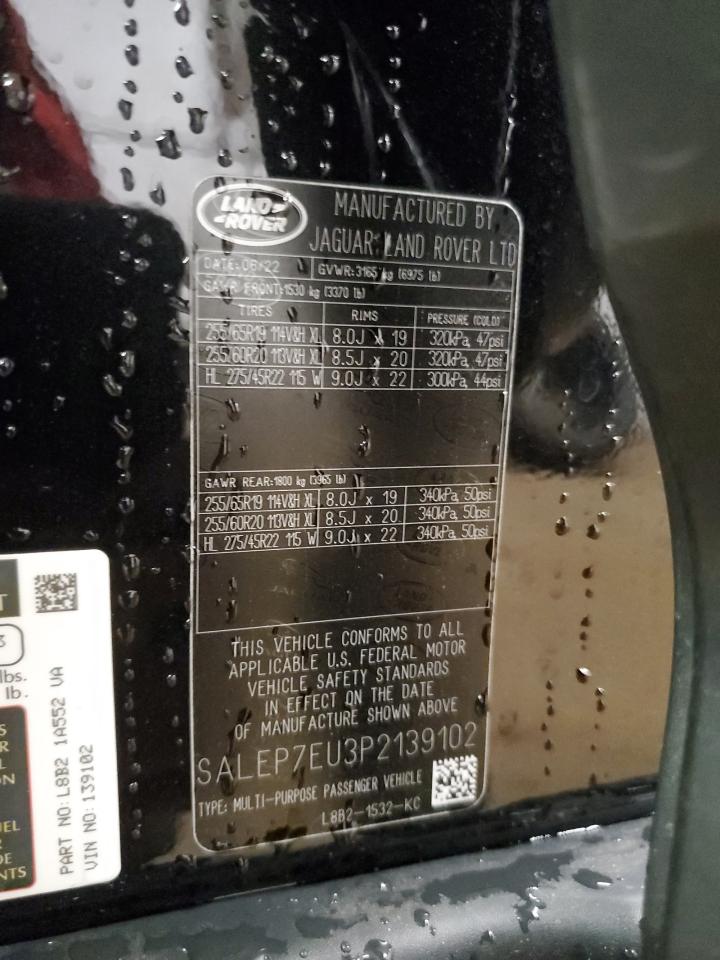 LAND ROVER
MANUFACTURED BY
JAGUAR LAND ROVER LTD
DATE:06/22 GVWR:3165 kg (6975 lb)
GAWR FRONT:1530 kg (3370 lb)
TIRES RIMS PRESSURE (COLD)
255/65R19 114V&H XL 8.0J x 19 320kPa, 47psi
255/60R20 113V&H XL 8.5J x 20 320kPa, 47psi
HL 275/45R22 115 W 9.0J x 22 300kPa, 44psi
GAWR REAR:1800 kg (3965 lb)
255/65R19 114V&H XL 8.0J x 19 340kPa, 50psi
255/60R20 113V&H XL 8.5J x 20 340kPa, 50psi
HL 275/45R22 115 W 9.0J x 22 340kPa, 50psi
THIS VEHICLE CONFORMS TO ALL
APPLICABLE U.S. FEDERAL MOTOR
VEHICLE SAFETY STANDARDS
IN EFFECT ON THE DATE
OF MANUFACTURE SHOWN ABOVE
SALEP7EU3P2139102
TYPE: MULTI-PURPOSE PASSENGER VEHICLE
L8B2-1532-KC
lbs.
lb.
PART NO:L8B2 1A552 VA
VIN NO:139102